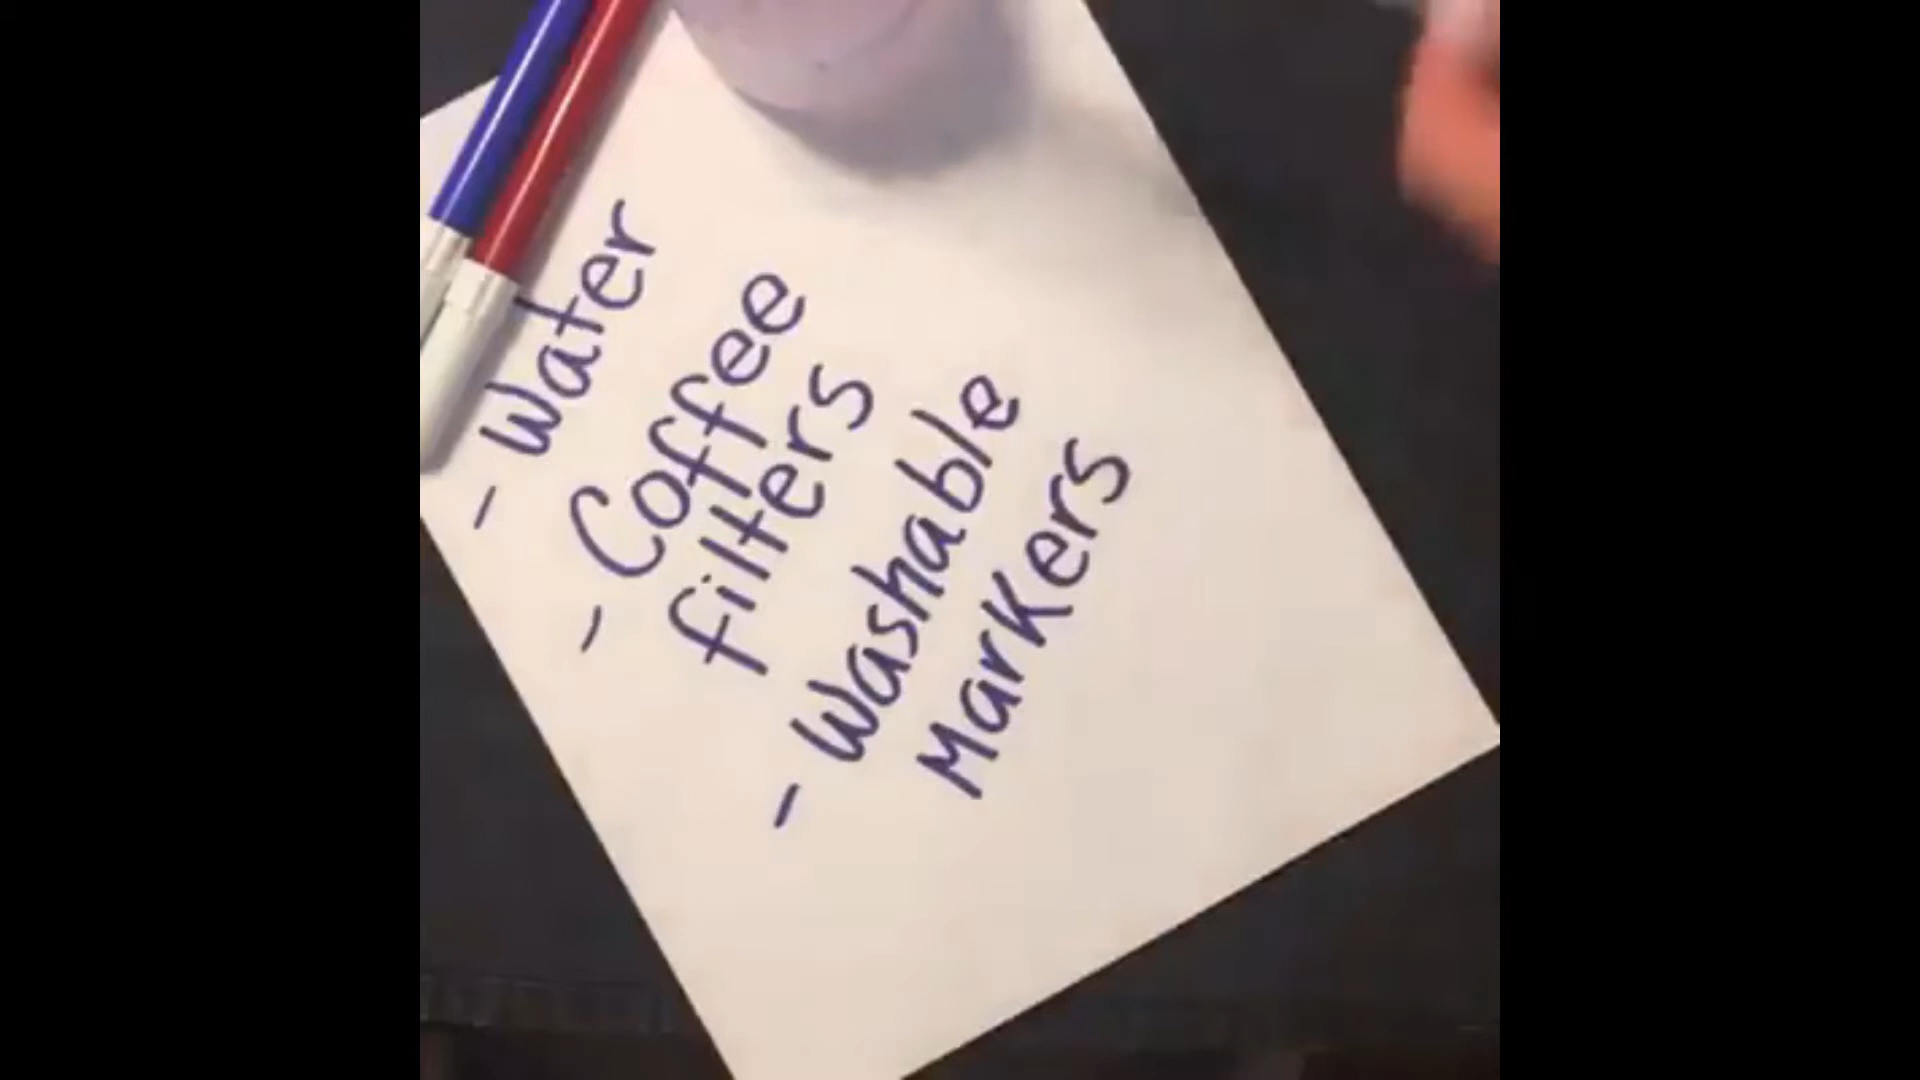 - Water
- Coffee
filters
- Washable
Markers